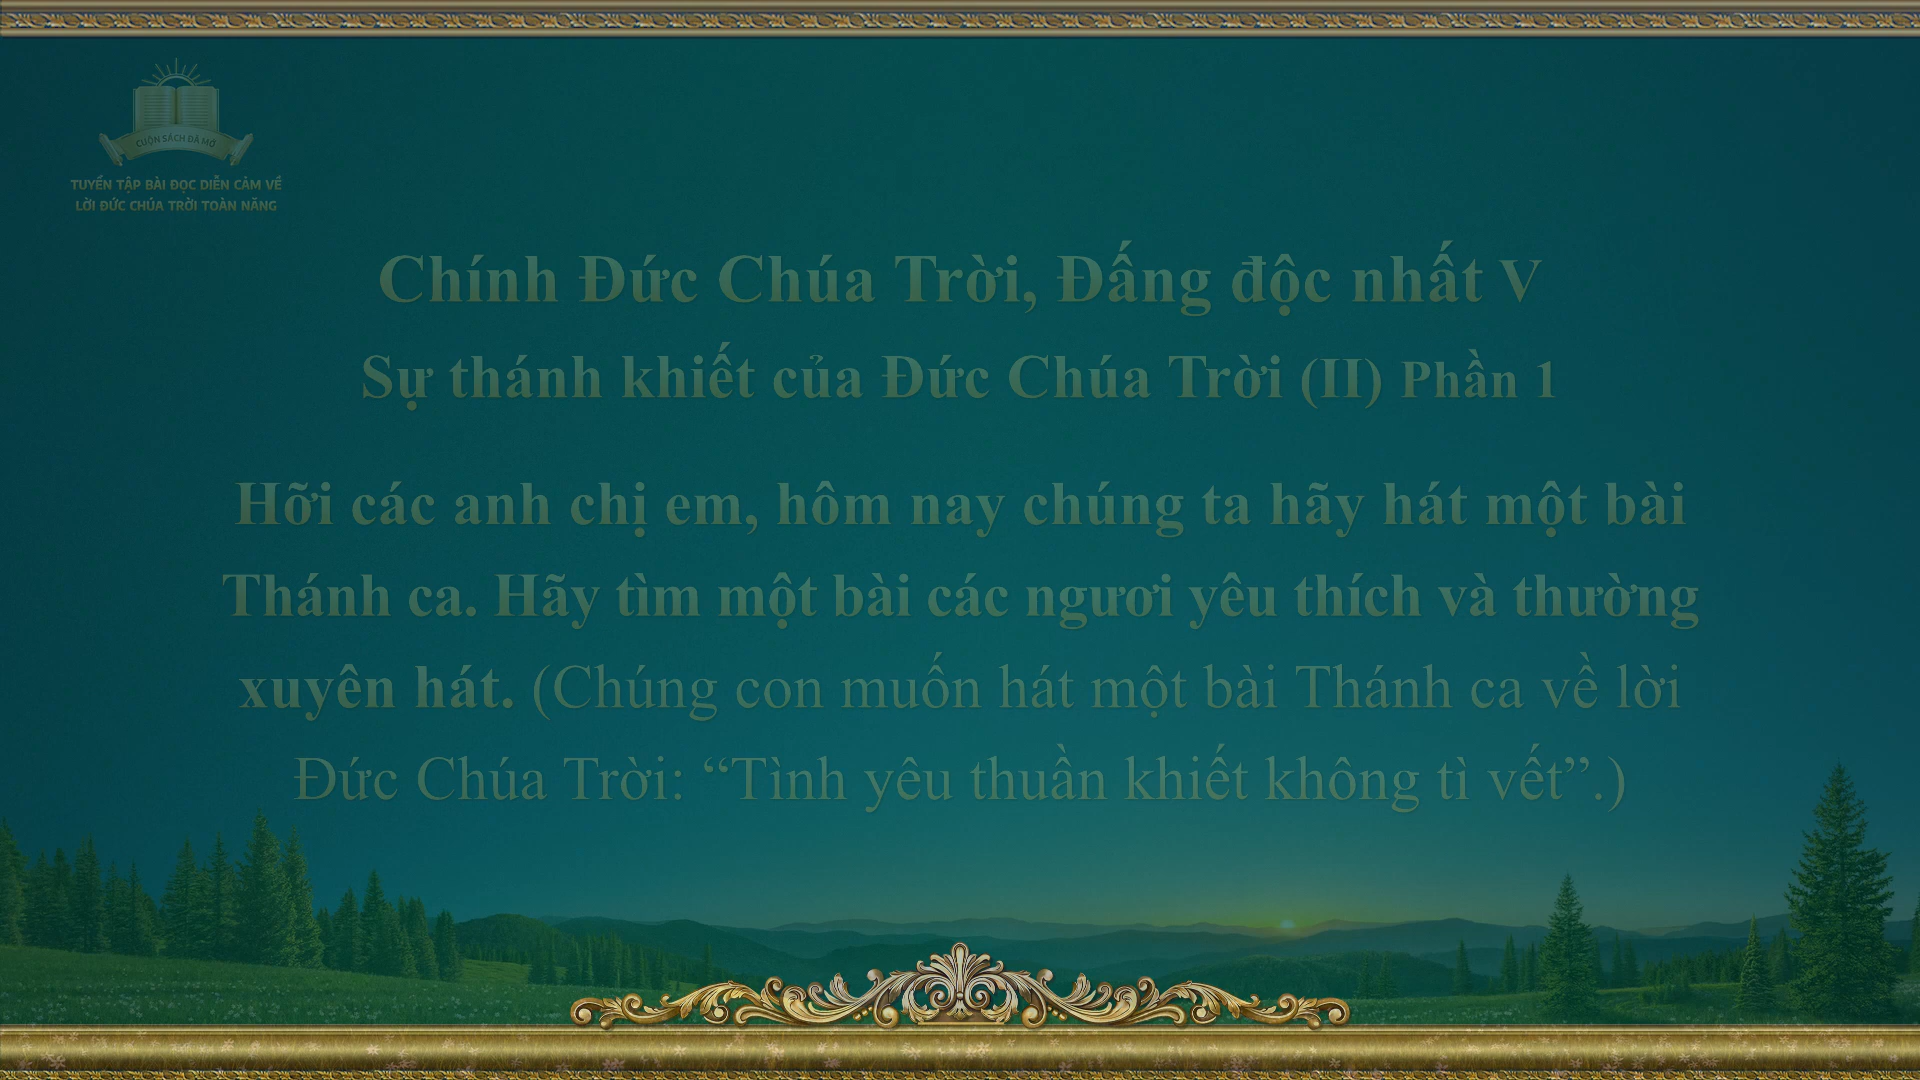 CUỘN SÁCH ĐÃ MỞ
TUYỂN TẬP BÀI ĐỌC DIỄN CẢM VỀ
LỜI ĐỨC CHÚA TRỜI TOÀN NĂNG
Chính Đức Chúa Trời, Đấng độc nhất V
Sự thánh khiết của Đức Chúa Trời (II) Phần 1
Hỡi các anh chị em, hôm nay chúng ta hãy hát một bài
Thánh ca. Hãy tìm một bài các ngươi yêu thích và thường
xuyên hát. (Chúng con muốn hát một bài Thánh ca về lời
Đức Chúa Trời: “Tình yêu thuần khiết không tì vết”.)